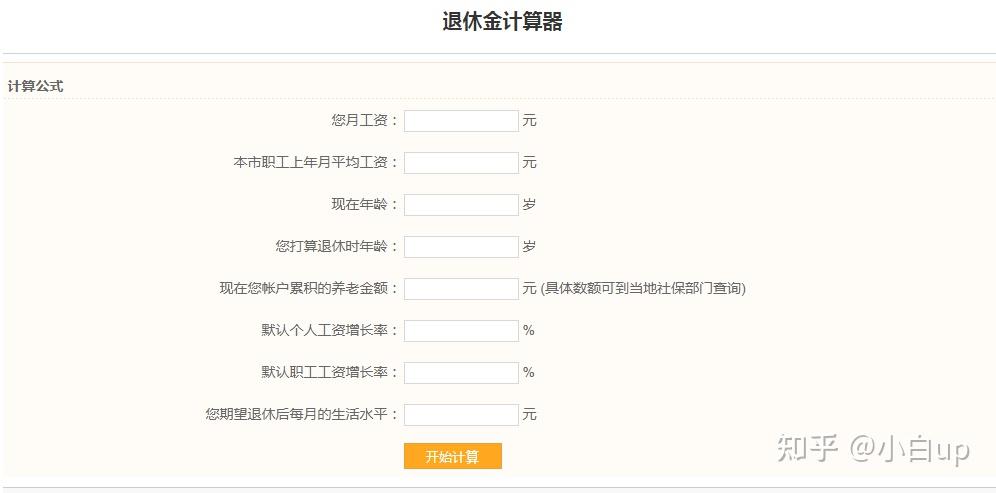 退休金计算器
计算公式
您月工资： 元
本市职工上年月平均工资： 元
现在年龄： 岁
您打算退休时年龄： 岁
现在您帐户累积的养老金额： 元 (具体数额可到当地社保部门查询)
默认个人工资增长率： %
默认职工工资增长率： %
您期望退休后每月的生活水平： 元
开始计算
知乎 @小白up